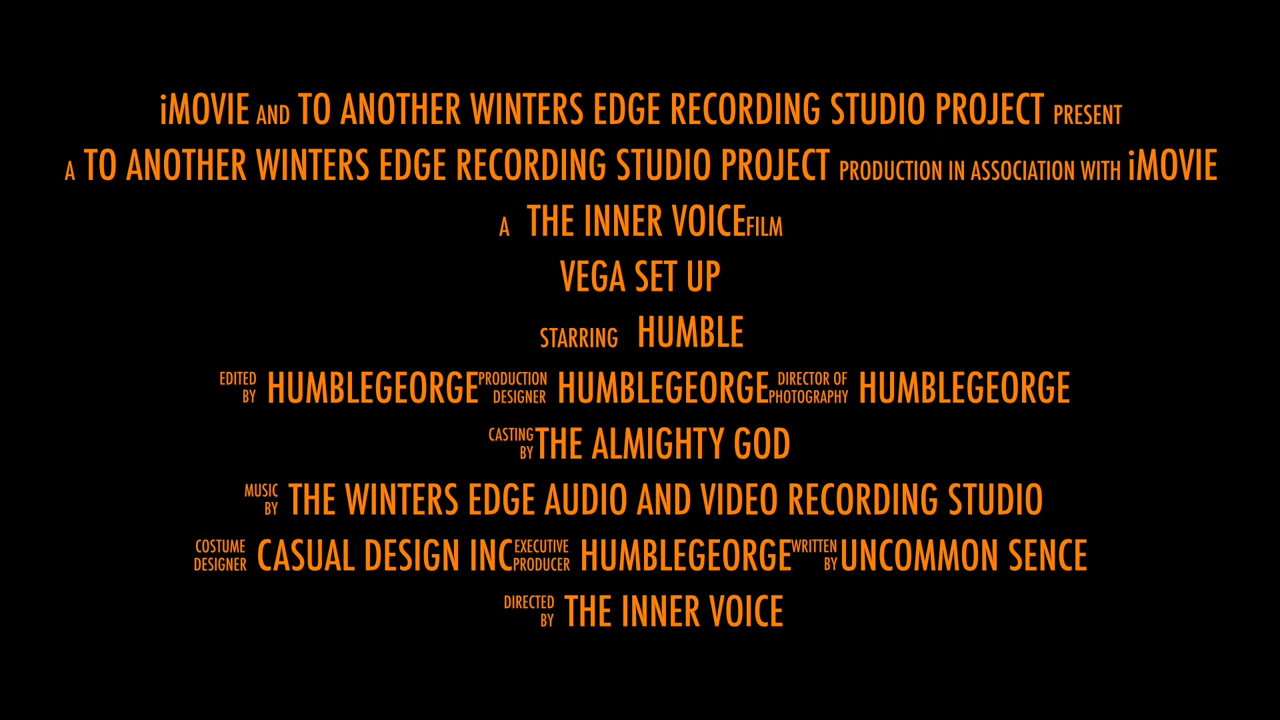 iMOVIE AND TO ANOTHER WINTERS EDGE RECORDING STUDIO PROJECT PRESENT
A TO ANOTHER WINTERS EDGE RECORDING STUDIO PROJECT PRODUCTION IN ASSOCIATION WITH iMOVIE
A THE INNER VOICE FILM
VEGA SET UP
STARRING HUMBLE
EDITED BY HUMBLEGEORGE PRODUCTION DESIGNER HUMBLEGEORGE DIRECTOR OF PHOTOGRAPHY HUMBLEGEORGE
CASTING BY THE ALMIGHTY GOD
MUSIC BY THE WINTERS EDGE AUDIO AND VIDEO RECORDING STUDIO
COSTUME DESIGNER CASUAL DESIGN INC EXECUTIVE PRODUCER HUMBLEGEORGE WRITTEN BY UNCOMMON SENCE
DIRECTED BY THE INNER VOICE